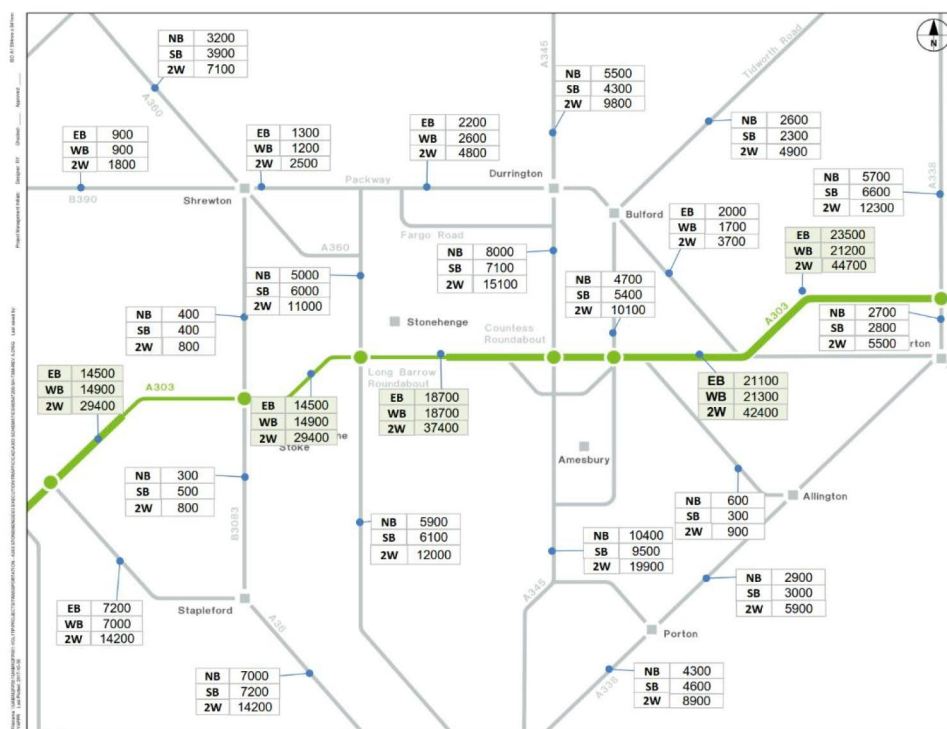 N
NB 3200
SB 3900
2W 7100
A360
A345
NB 5500
SB 4300
2W 9800
Tidworth Road
NB 2600
SB 2300
2W 4900
EB 900
WB 900
2W 1800
B390
EB 1300
WB 1200
2W 2500
EB 2200
WB 2600
2W 4800
Packway
Durrington
Shrewton
Fargo Road
Bulford
NB 5700
SB 6600
2W 12300
A338
EB 2000
WB 1700
2W 3700
EB 23500
WB 21200
2W 44700
A360
NB 5000
SB 6000
2W 11000
NB 8000
SB 7100
2W 15100
NB 4700
SB 5400
2W 10100
A303
NB 400
SB 400
2W 800
Stonehenge
Countess
Roundabout
NB 2700
SB 2800
2W 5500
rton
Long Barrow
Roundabout
EB 14500
WB 14900
2W 29400
A303
EB 14500
WB 14900
2W 29400
ne
Stoke
EB 18700
WB 18700
2W 37400
EB 21100
WB 21300
2W 42400
Amesbury
NB 300
SB 500
2W 800
B3083
NB 600
SB 300
2W 900
Allington
NB 5900
SB 6100
2W 12000
NB 10400
SB 9500
2W 19900
A345
NB 2900
SB 3000
2W 5900
EB 7200
WB 7000
2W 14200
Stapleford
A36
Porton
NB 7000
SB 7200
2W 14200
A338
NB 4300
SB 4600
2W 8900